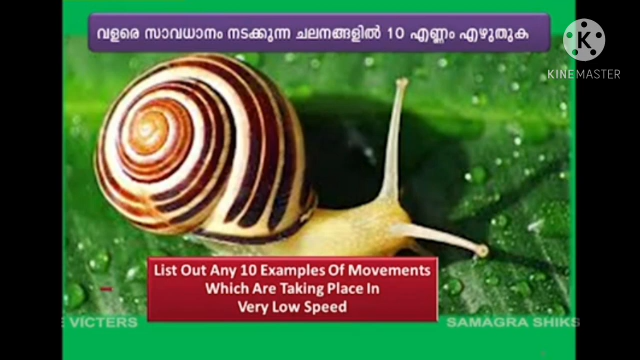 വളരെ സാവധാനം നടക്കുന്ന ചലനങ്ങളിൽ 10 എണ്ണം എഴുതുക
KINEMASTER
List Out Any 10 Examples Of Movements
Which Are Taking Place In
Very Low Speed
E VICTERS
SAMAGRA SHIKS